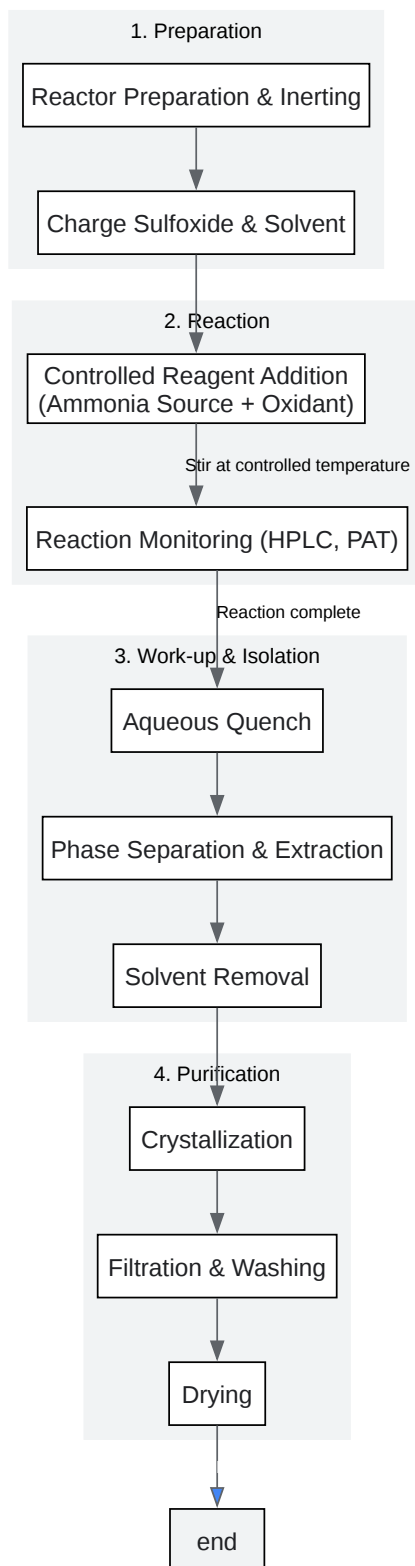 1. Preparation
Reactor Preparation & Inerting
Charge Sulfoxide & Solvent
2. Reaction
Controlled Reagent Addition
(Ammonia Source + Oxidant)
Stir at controlled temperature
Reaction Monitoring (HPLC, PAT)
Reaction complete
3. Work-up & Isolation
Aqueous Quench
Phase Separation & Extraction
Solvent Removal
4. Purification
Crystallization
Filtration & Washing
Drying
end